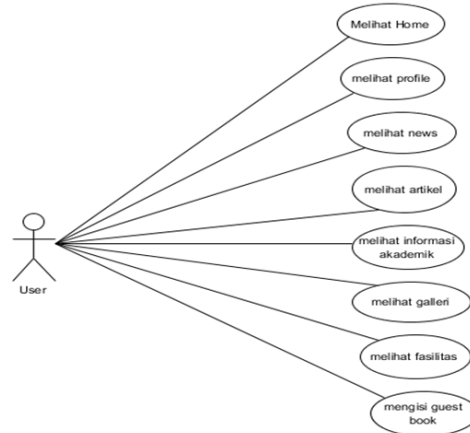 Melihat Home
melihat profile
melihat news
melihat artikel
melihat informasi
akademik
User
melihat galleri
melihat fasilitas
mengisi guest
book